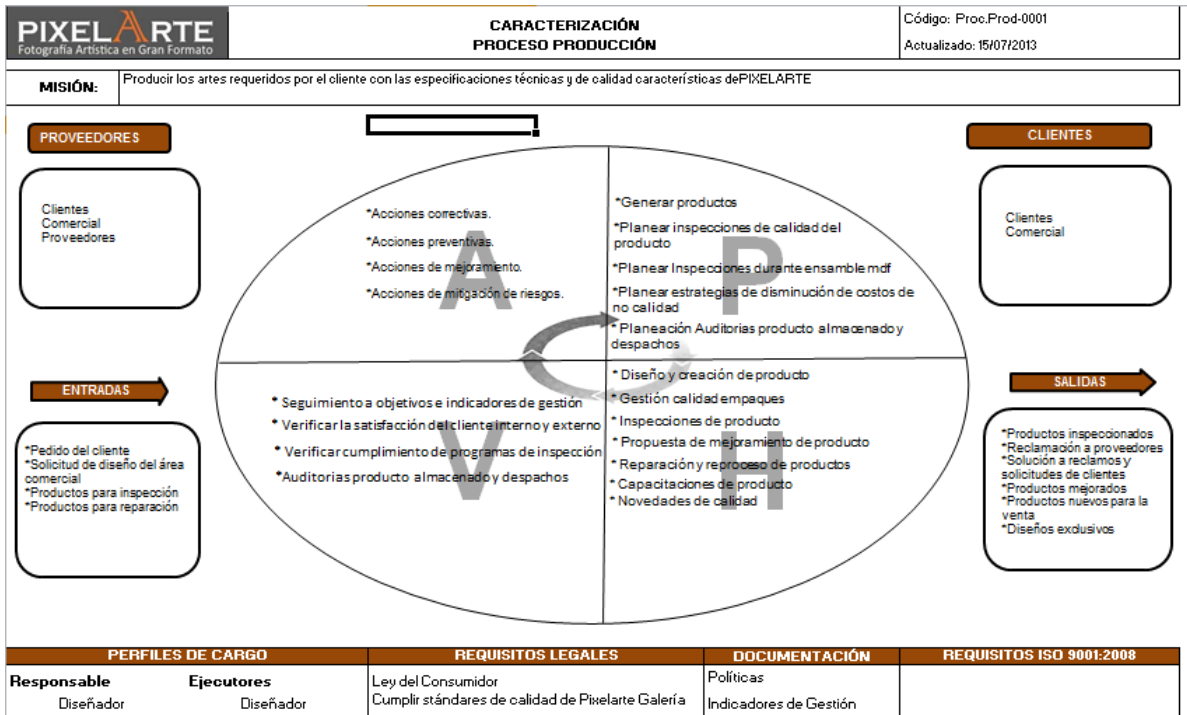 PIXELARTE
Fotografía Artística en Gran Formato
CARACTERIZACIÓN
PROCESO PRODUCCIÓN
Código: Proc.Prod-0001
Actualizado: 15/07/2013
MISIÓN:
Producir los artes requeridos por el cliente con las especificaciones técnicas y de calidad características dePIXELARTE
PROVEEDORES
Clientes
Comercial
Proveedores
CLIENTES
Clientes
Comercial
A
*Acciones correctivas.
*Acciones preventivas.
*Acciones de mejoramiento.
*Acciones de mitigación de riesgos.
P
*Generar productos
*Planear inspecciones de calidad del
producto
*Planear Inspecciones durante ensamble mdf
*Planear estrategias de disminución de costos de
no calidad
* Planeación Auditorias producto almacenado y
despachos
ENTRADAS
*Pedido del cliente
*Solicitud de diseño del área
comercial
*Productos para inspección
*Productos para reparación
V
* Seguimiento a objetivos e indicadores de gestión
* Verificar la satisfacción del cliente interno y externo
* Verificar cumplimiento de programas de inspección
*Auditorias producto almacenado y despachos
H
* Diseño y creación de producto
* Gestión calidad empaques
* Inspecciones de producto
* Propuesta de mejoramiento de producto
* Reparación y reproceso de productos
* Capacitaciones de producto
* Novedades de calidad
SALIDAS
*Productos inspeccionados
*Reclamación a proveedores
*Solución a reclamos y
solicitudes de clientes
*Productos mejorados
*Productos nuevos para la
venta
*Diseños exclusivos
PERFILES DE CARGO
REQUISITOS LEGALES
DOCUMENTACIÓN
REQUISITOS ISO 9001:2008
Responsable
Ejecutores
Diseñador
Diseñador
Ley del Consumidor
Cumplir stándares de calidad de Pixelarte Galería
Políticas
Indicadores de Gestión